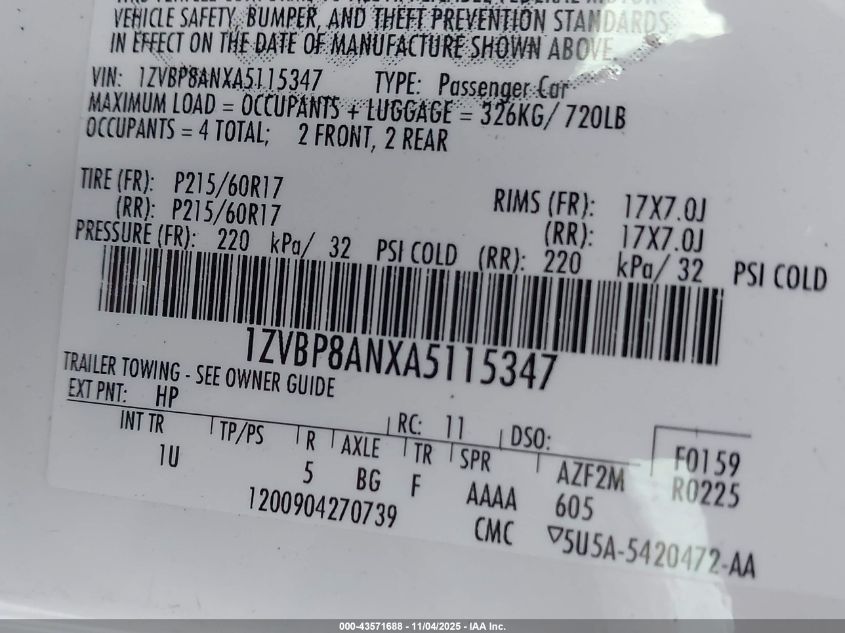 VEHICLE SAFETY, BUMPER, AND THEFT PREVENTION STANDARDS
IN EFFECT ON THE DATE OF MANUFACTURE SHOWN ABOVE.
VIN: 1ZVBP8ANXA5115347 TYPE: Passenger Car
MAXIMUM LOAD = OCCUPANTS + LUGGAGE = 326KG/ 720LB
OCCUPANTS = 4 TOTAL; 2 FRONT, 2 REAR
TIRE (FR): P215/60R17 RIMS (FR): 17X7.0J
(RR): P215/60R17 (RR): 17X7.0J
PRESSURE (FR): 220 kPa/ 32 PSI COLD (RR): 220 kPa/ 32 PSI COLD
1ZVBP8ANXA5115347
TRAILER TOWING - SEE OWNER GUIDE
EXT PNT: HP RC: 11 DSO: F0159
INT TR TP/PS R AXLE TR SPR AZF2M R0225
1U 5 BG F AAAA 605
1200904270739 CMC ▽5U5A-5420472-AA
000-43571688 - 11/04/2025 - IAA Inc.